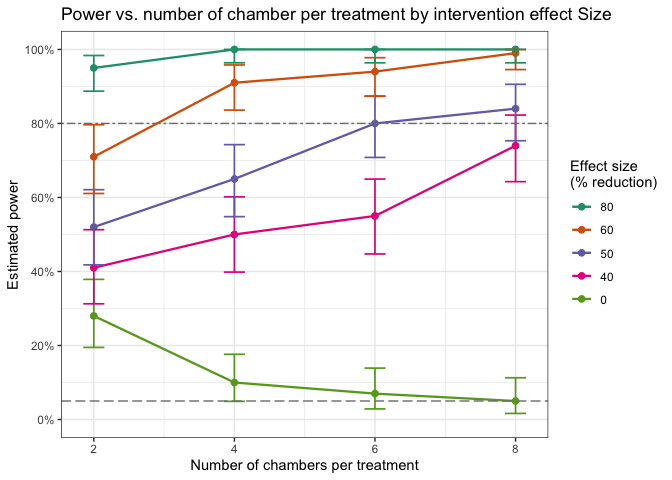 Power vs. number of chamber per treatment by intervention effect Size
100%
80%
60%
40%
20%
0%
Estimated power
2 4 6 8
Number of chambers per treatment
Effect size
(% reduction)
80
60
50
40
0